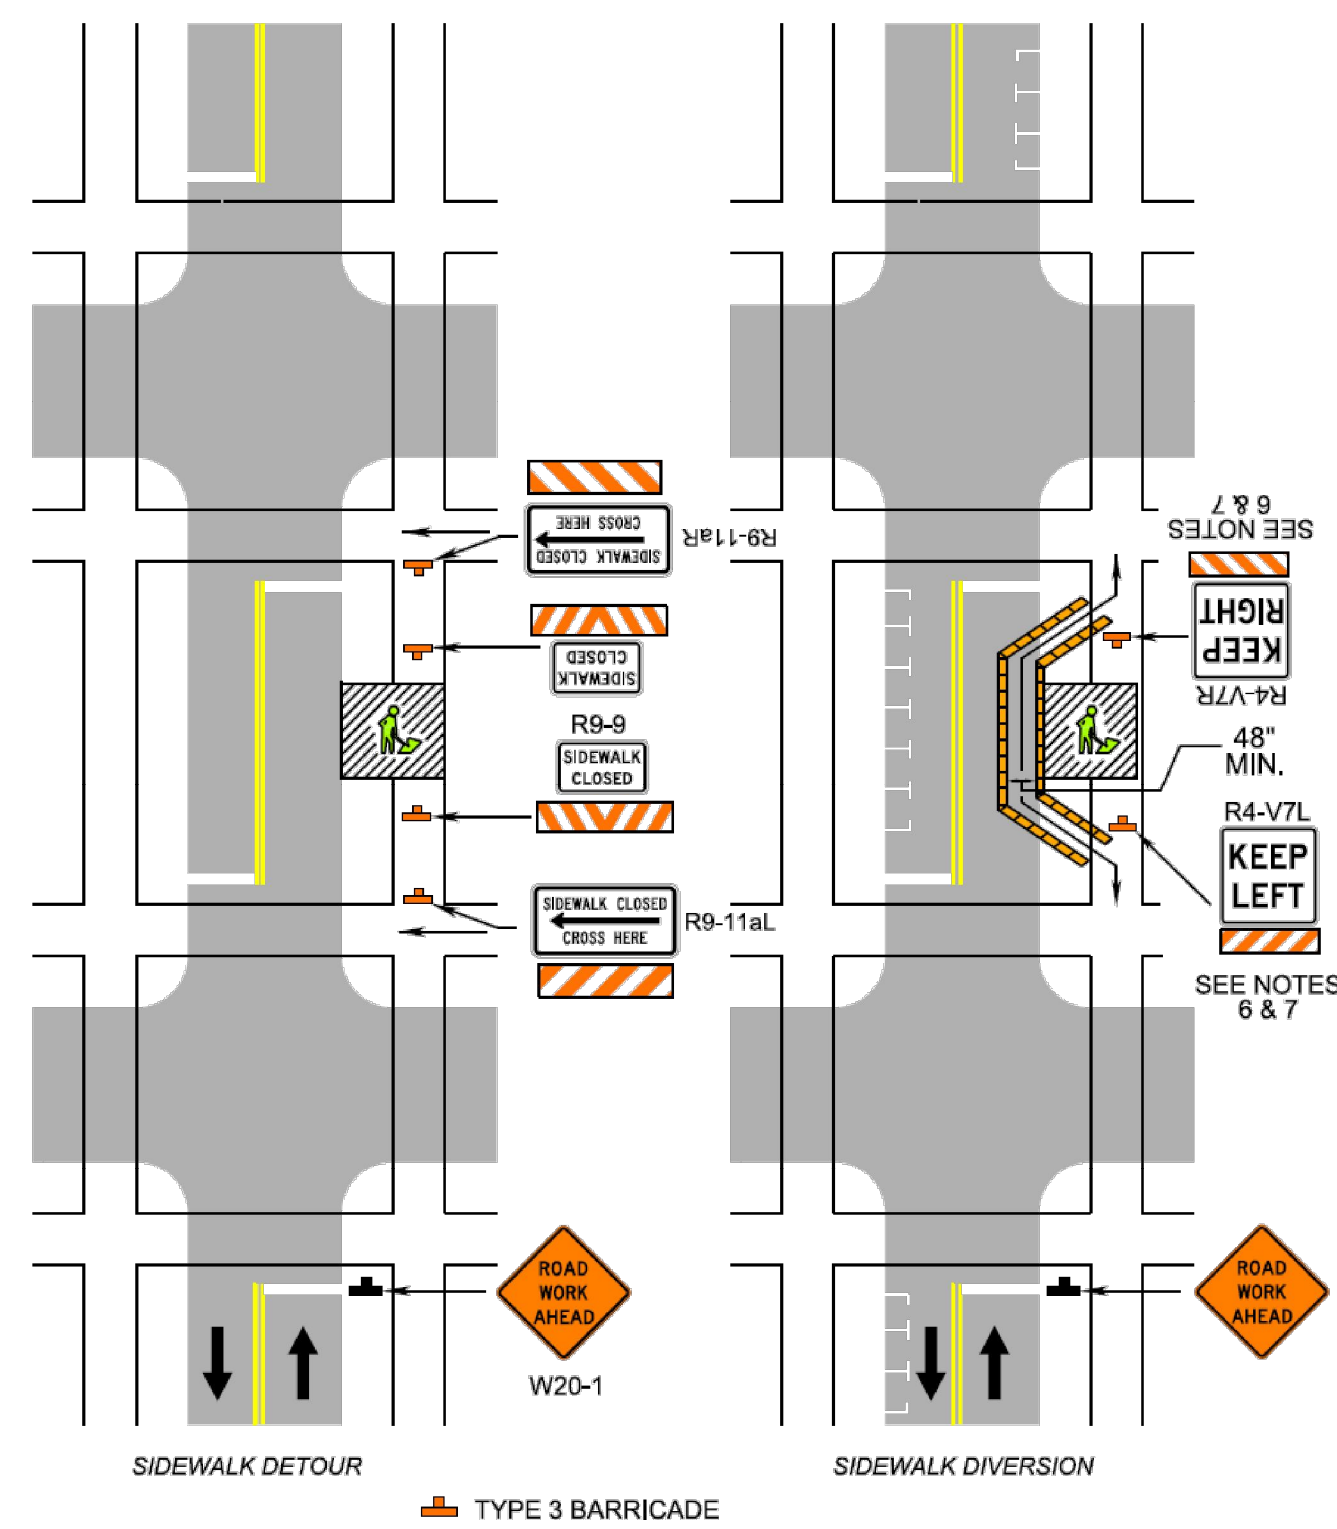 CROSS HERE
SIDEWALK CLOSED
R9-11aR
SIDEWALK
CLOSED
R9-9
SIDEWALK
CLOSED
SIDEWALK CLOSED
CROSS HERE
R9-11aL
ROAD
WORK
AHEAD
W20-1
SIDEWALK DETOUR
SEE NOTES
6 & 7
KEEP
RIGHT
R4-V7R
48"
MIN.
R4-V7L
KEEP
LEFT
SEE NOTES
6 & 7
ROAD
WORK
AHEAD
SIDEWALK DIVERSION
TYPE 3 BARRICADE